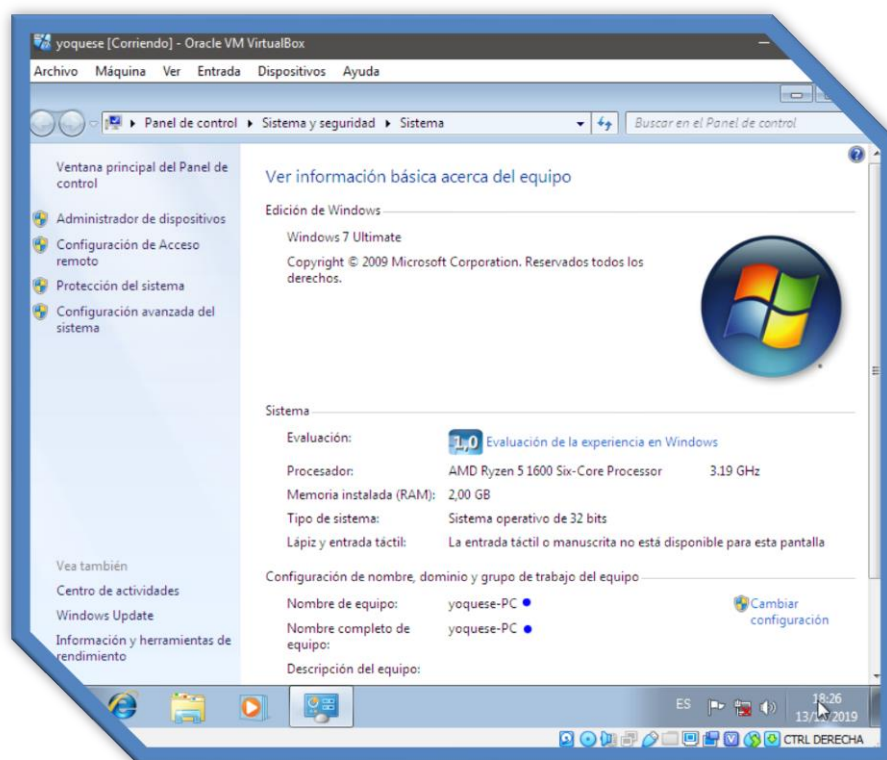 yoquese [Corriendo] - Oracle VM VirtualBox
Archivo Máquina Ver Entrada Dispositivos Ayuda
Panel de control Sistema y seguridad Sistema
Buscar en el Panel de control
Ventana principal del Panel de
control
Administrador de dispositivos
Configuración de Acceso
remoto
Protección del sistema
Configuración avanzada del
sistema
Vea también
Centro de actividades
Windows Update
Información y herramientas de
rendimiento
Ver información básica acerca del equipo
Edición de Windows
Windows 7 Ultimate
Copyright © 2009 Microsoft Corporation. Reservados todos los
derechos.
Sistema
Evaluación: 1,0 Evaluación de la experiencia en Windows
Procesador: AMD Ryzen 5 1600 Six-Core Processor 3.19 GHz
Memoria instalada (RAM): 2,00 GB
Tipo de sistema: Sistema operativo de 32 bits
Lápiz y entrada táctil: La entrada táctil o manuscrita no está disponible para esta pantalla
Configuración de nombre, dominio y grupo de trabajo del equipo
Nombre de equipo: yoquese-PC
Cambiar
configuración
Nombre completo de
equipo:
yoquese-PC
Descripción del equipo:
ES
18:26
CTRL DERECHA